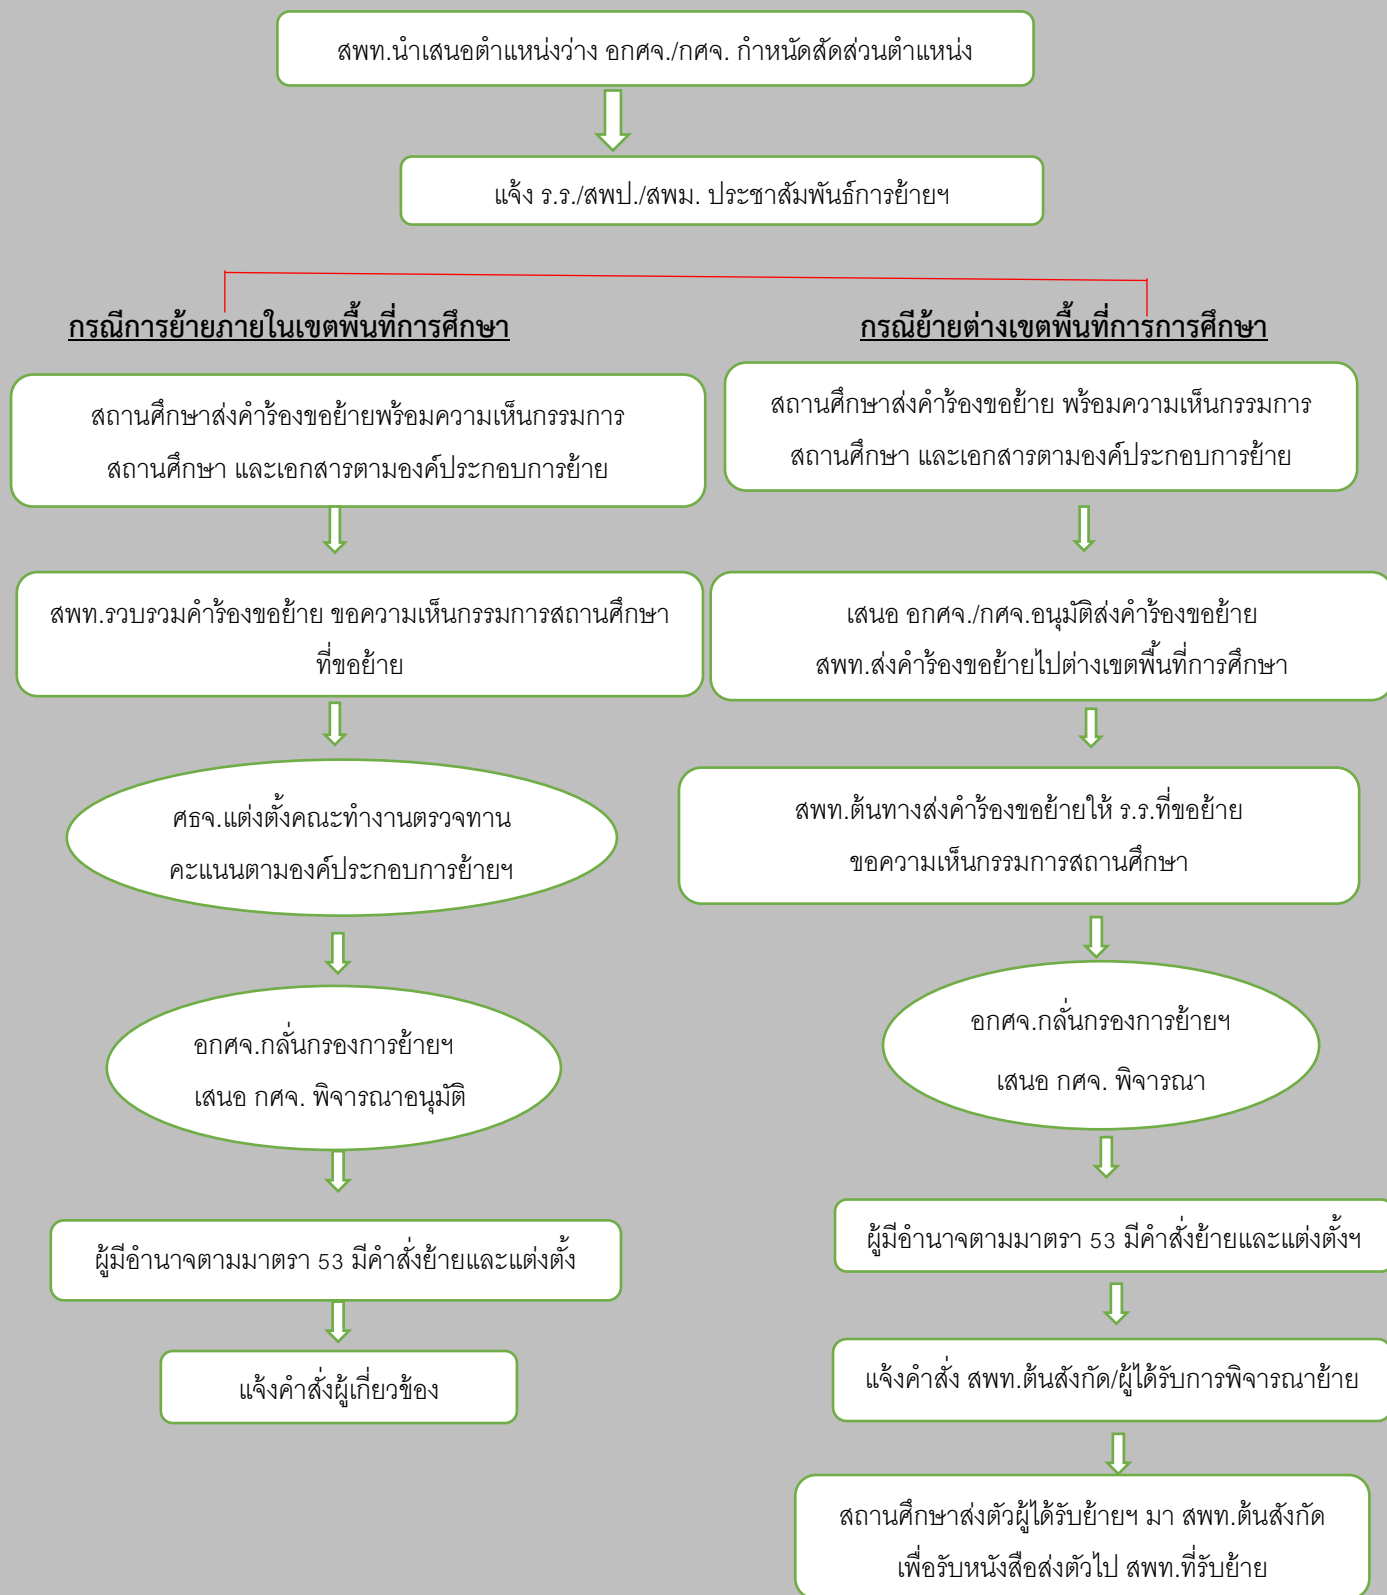 สพท.นำเสนอตำแหน่งว่าง อกศจ./กศจ. กำหนัดสัดส่วนตำแหน่ง
แจ้ง ร.ร./สพป./สพม. ประชาสัมพันธ์การย้ายฯ
กรณีการย้ายภายในเขตพื้นที่การศึกษา
สถานศึกษาส่งคำร้องขอย้ายพร้อมความเห็นกรรมการ
สถานศึกษา และเอกสารตามองค์ประกอบการย้าย
สพท.รวบรวมคำร้องขอย้าย ขอความเห็นกรรมการสถานศึกษา
ที่ขอย้าย
ศธจ.แต่งตั้งคณะทำงานตรวจทาน
คะแนนตามองค์ประกอบการย้ายฯ
อกศจ.กลั่นกรองการย้ายฯ
เสนอ กศจ. พิจารณาอนุมัติ
ผู้มีอำนาจตามมาตรา 53 มีคำสั่งย้ายและแต่งตั้ง
แจ้งคำสั่งผู้เกี่ยวข้อง
กรณีย้ายต่างเขตพื้นที่การการศึกษา
สถานศึกษาส่งคำร้องขอย้าย พร้อมความเห็นกรรมการ
สถานศึกษา และเอกสารตามองค์ประกอบการย้าย
เสนอ อกศจ./กศจ.อนุมัติส่งคำร้องขอย้าย
สพท.ส่งคำร้องขอย้ายไปต่างเขตพื้นที่การศึกษา
สพท.ต้นทางส่งคำร้องขอย้ายให้ ร.ร.ที่ขอย้าย
ขอความเห็นกรรมการสถานศึกษา
อกศจ.กลั่นกรองการย้ายฯ
เสนอ กศจ. พิจารณา
ผู้มีอำนาจตามมาตรา 53 มีคำสั่งย้ายและแต่งตั้งฯ
แจ้งคำสั่ง สพท.ต้นสังกัด/ผู้ได้รับการพิจารณาย้าย
สถานศึกษาส่งตัวผู้ได้รับย้ายฯ มา สพท.ต้นสังกัด
เพื่อรับหนังสือส่งตัวไป สพท.ที่รับย้าย